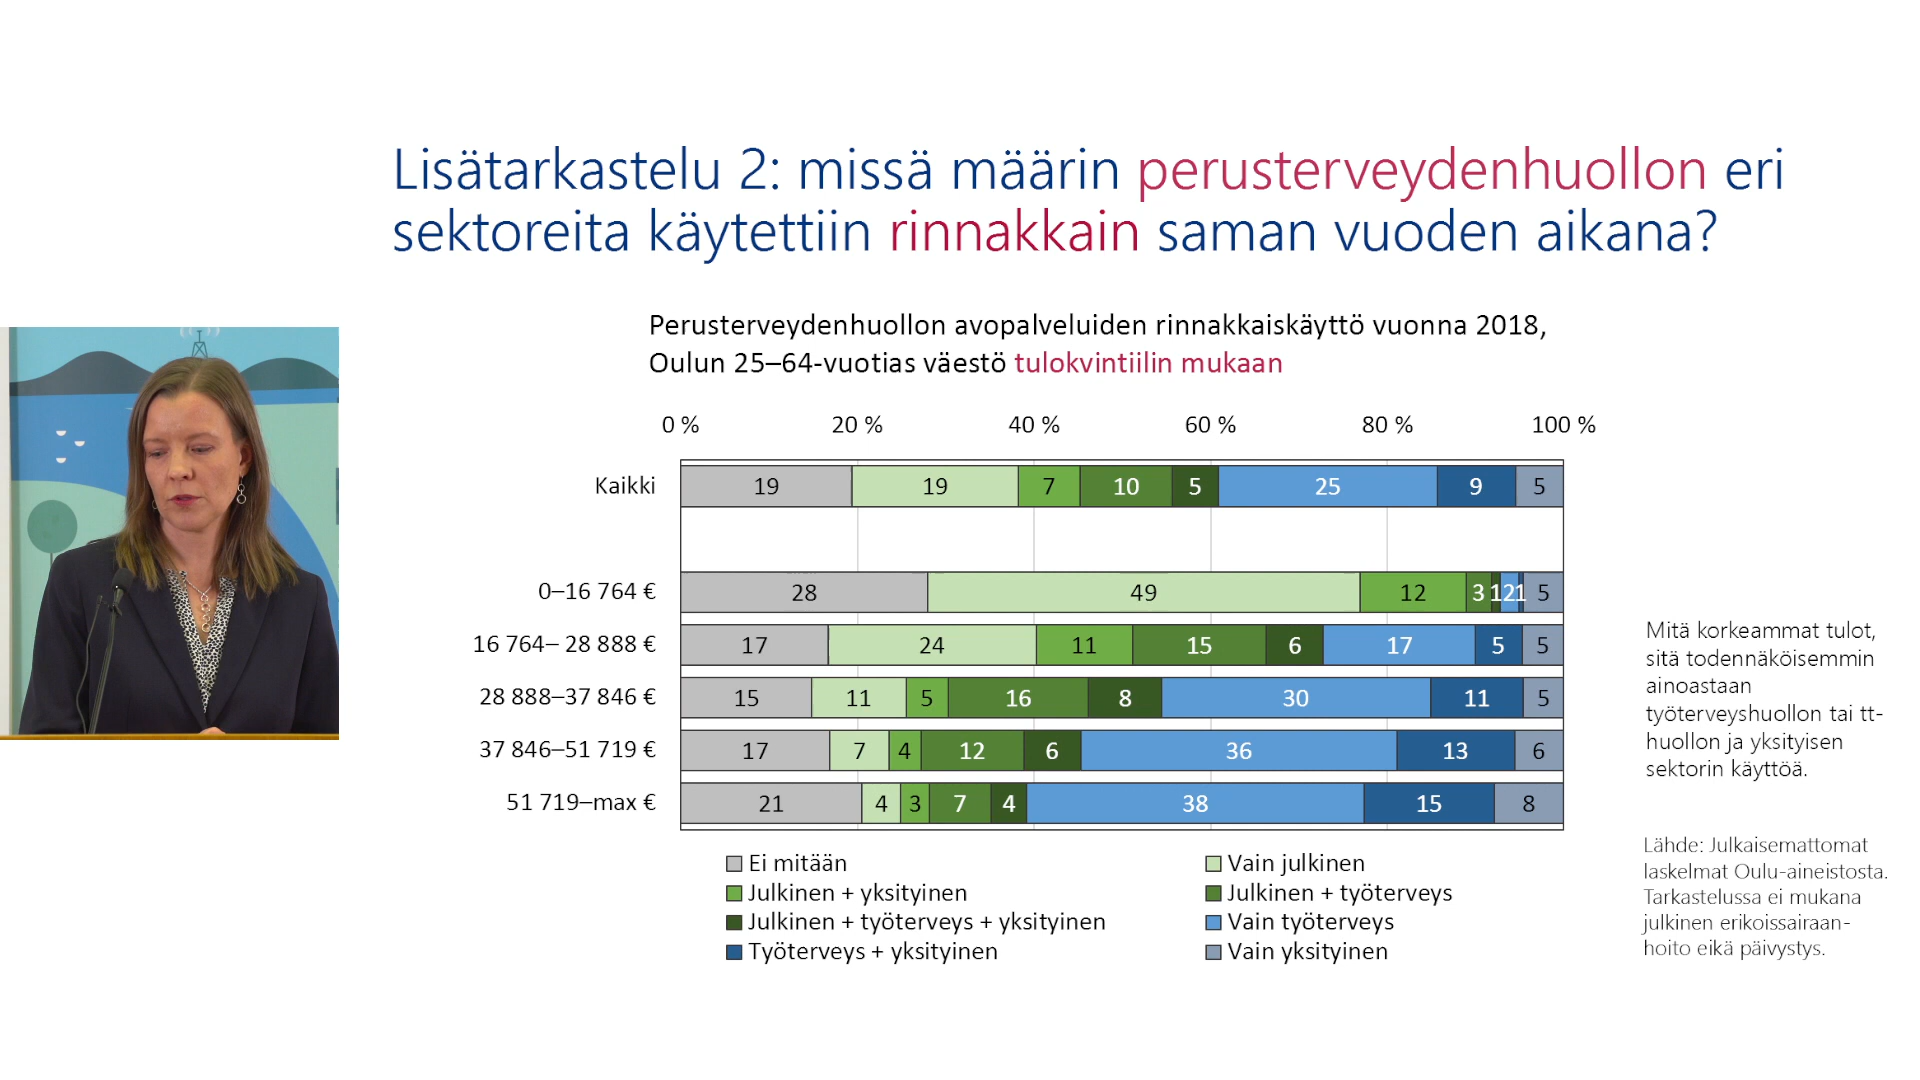 Lisätarkastelu 2: missä määrin perusterveydenhuollon eri
sektoreita käytettiin rinnakkain saman vuoden aikana?
Perusterveydenhuollon avopalveluiden rinnakkaiskäyttö vuonna 2018,
Oulun 25–64-vuotias väestö tulokvintiilin mukaan
0 % 20 % 40 % 60 % 80 % 100 %
Kaikki 19 19 7 10 5 25 9 5
0–16 764 € 28 49 12 3 1 2 1 5
16 764– 28 888 € 17 24 11 15 6 17 5 5
28 888–37 846 € 15 11 5 16 8 30 11 5
37 846–51 719 € 17 7 4 12 6 36 13 6
51 719–max € 21 4 3 7 4 38 15 8
Ei mitään Vain julkinen
Julkinen + yksityinen Julkinen + työterveys
Julkinen + työterveys + yksityinen Vain työterveys
Työterveys + yksityinen Vain yksityinen
Mitä korkeammat tulot,
sitä todennäköisemmin
ainoastaan
työterveyshuollon tai tt-
huollon ja yksityisen
sektorin käyttöä.
Lähde: Julkaisemattomat
laskelmat Oulu-aineistosta.
Tarkastelussa ei mukana
julkinen erikoissairaan-
hoito eikä päivystys.